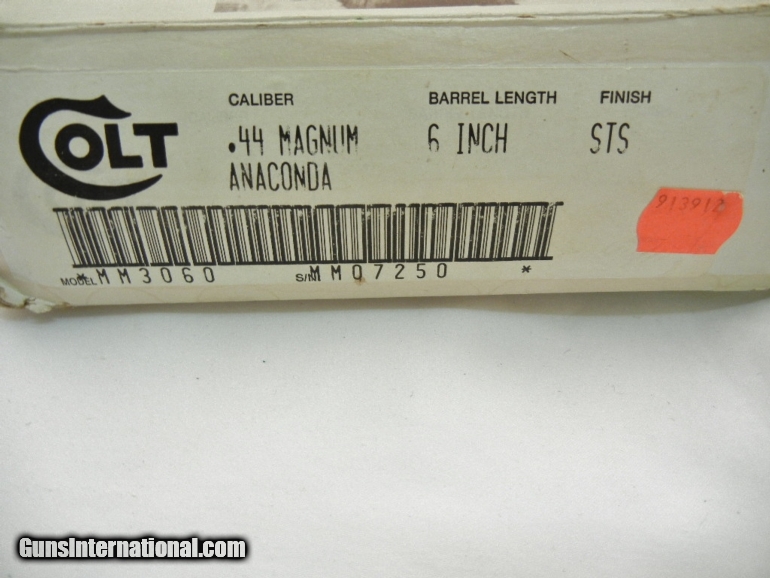 COLT
CALIBER BARREL LENGTH FINISH
.44 MAGNUM 6 INCH STS
ANACONDA
913912
MODEL *MM3060 S/N MM07250 *
GunsInternational.com